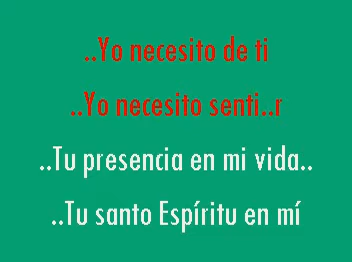 ..Yo necesito de ti
..Yo necesito senti..r
..Tu presencia en mi vida..
..Tu santo Espíritu en mí